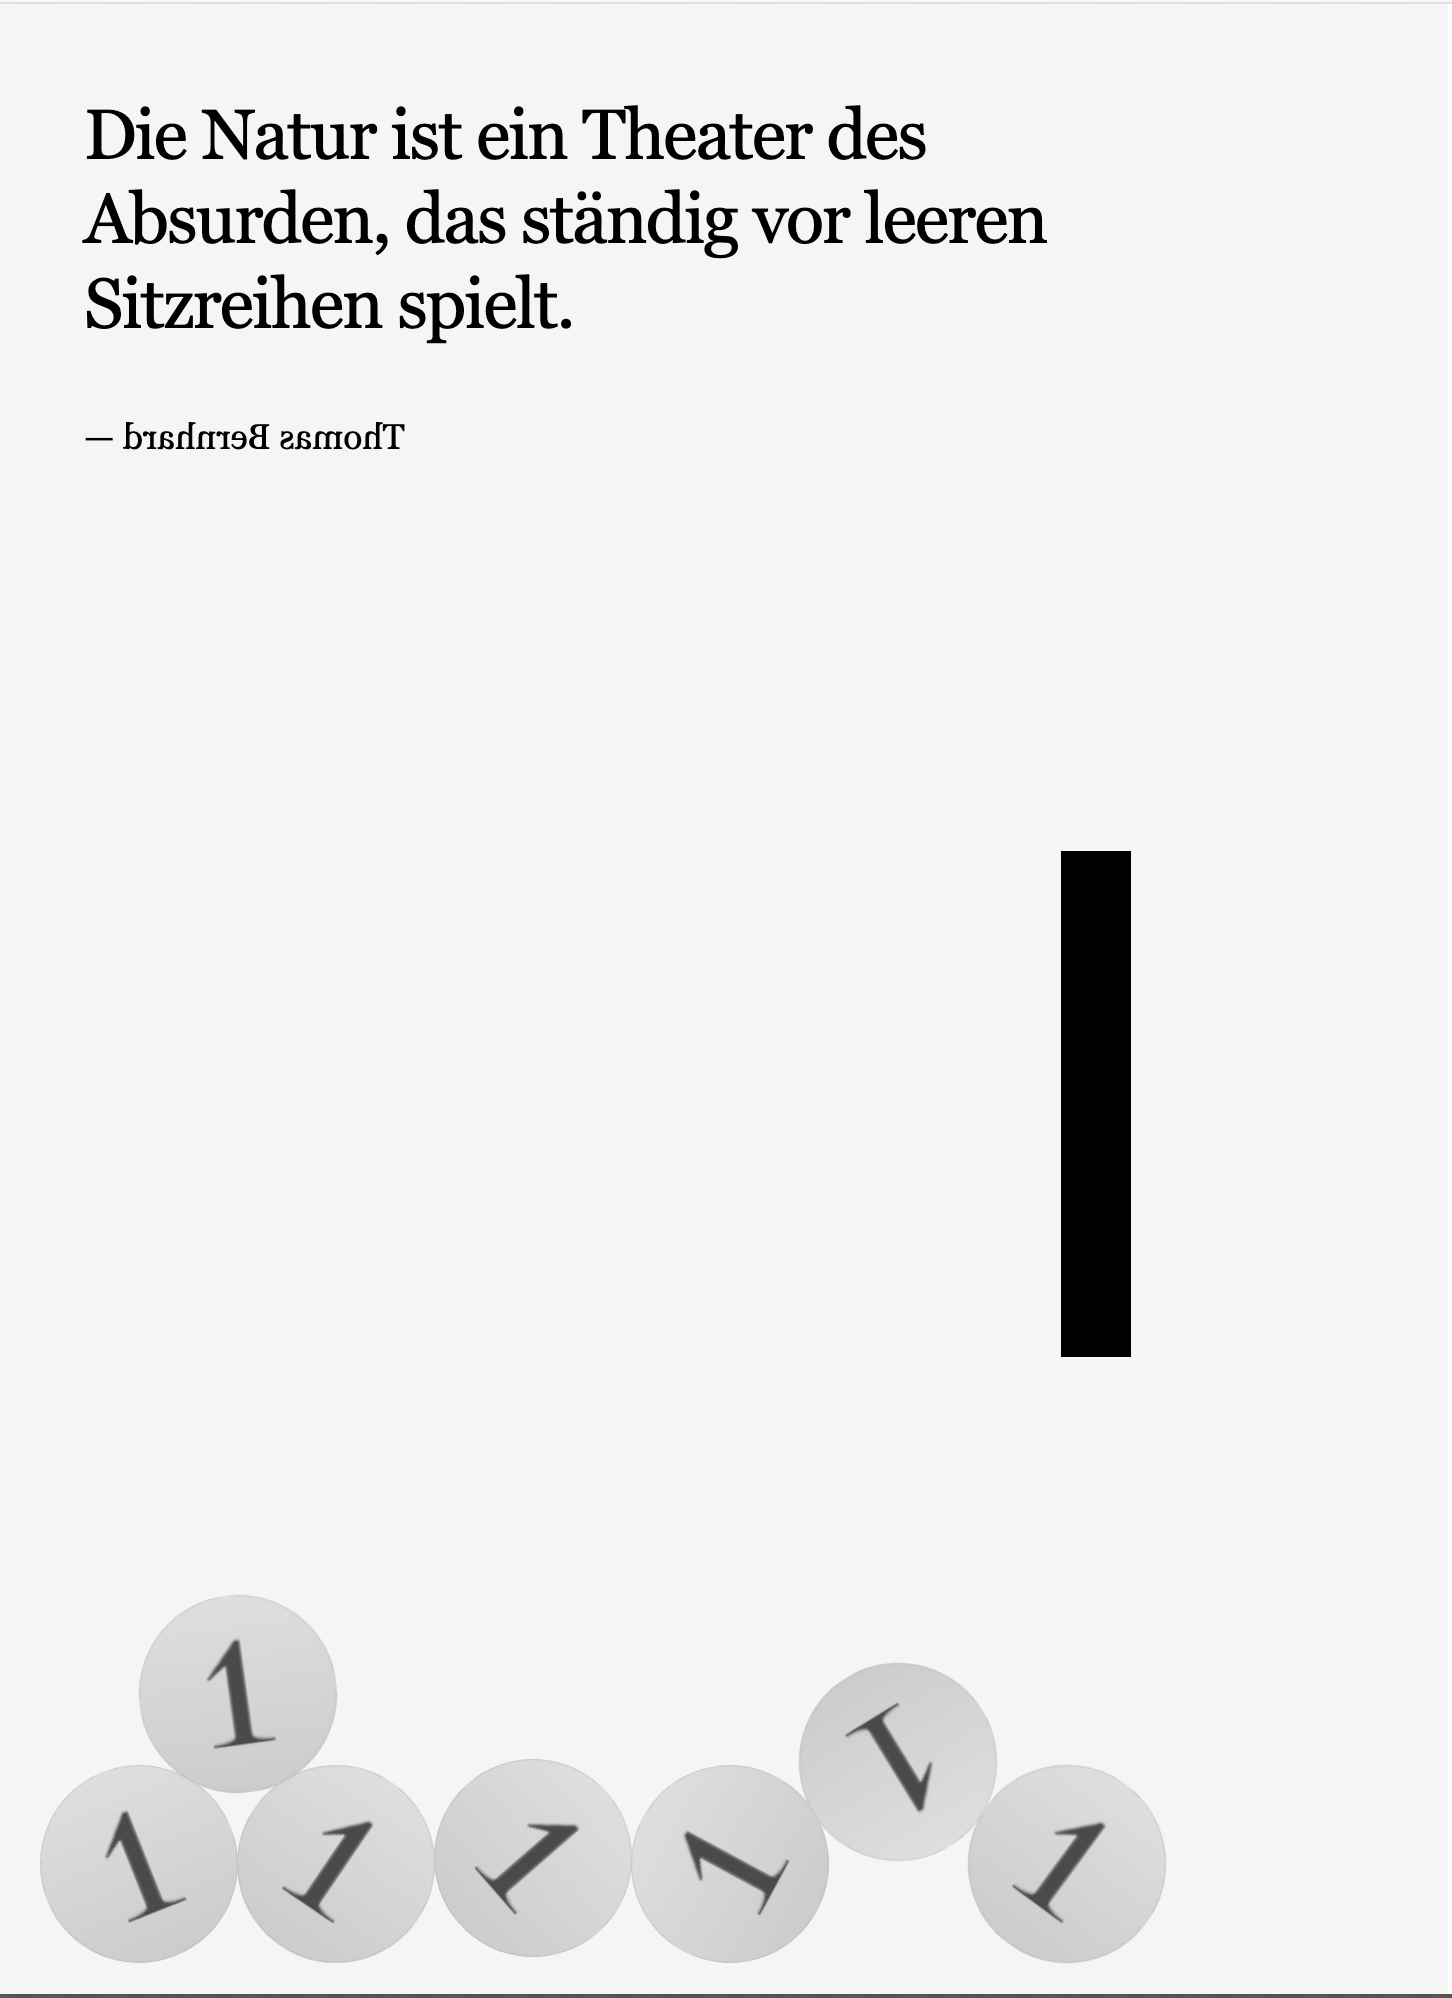 Die Natur ist ein Theater des
Absurden, das ständig vor leeren
Sitzreihen spielt.
— Thomas Bernhard
1
1
1
1
1
1
1